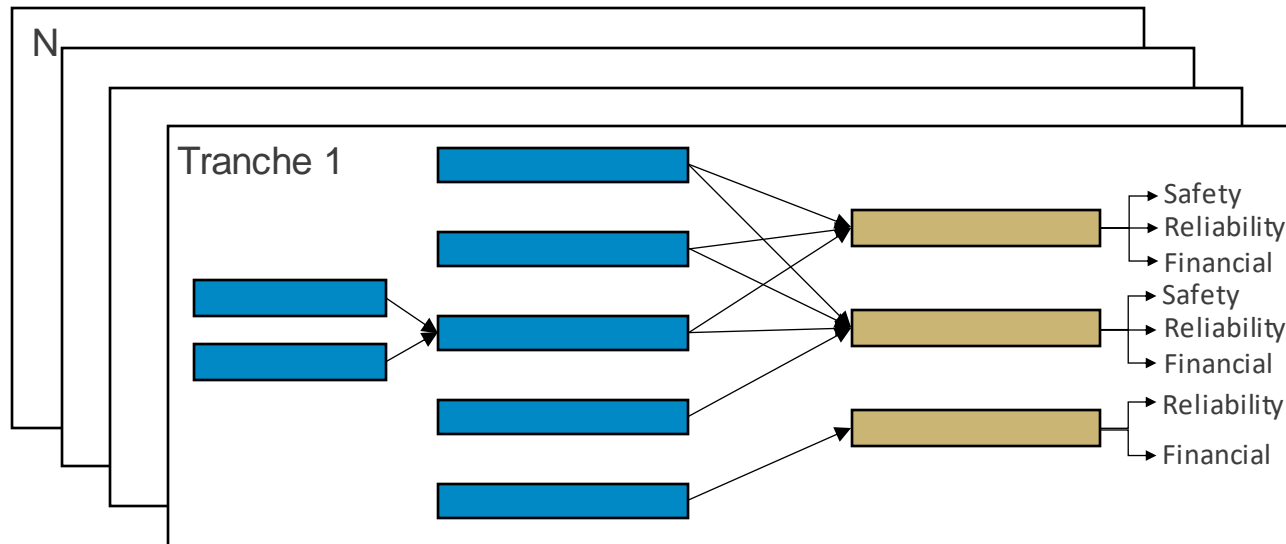 N
Tranche 1
Safety
Reliability
Financial
Safety
Reliability
Financial
Reliability
Financial